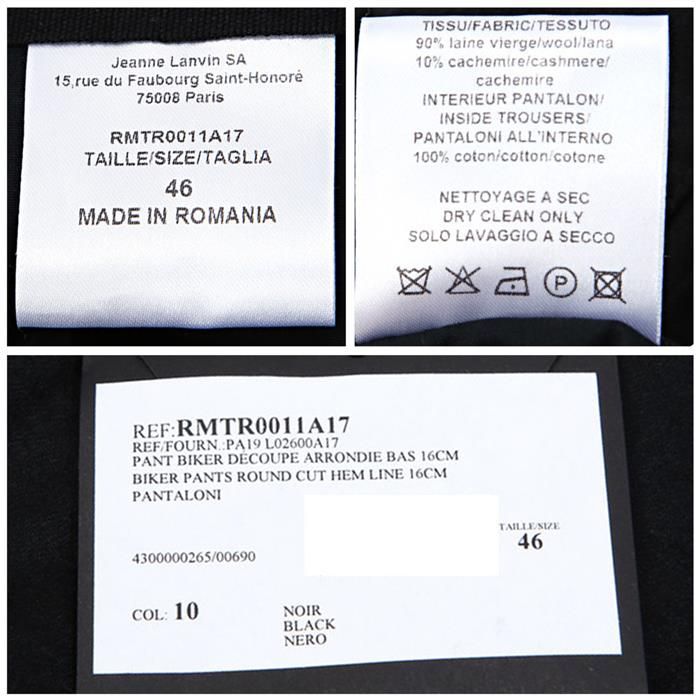 Jeanne Lanvin SA
15,rue du Faubourg Saint-Honoré
75008 Paris
RMTR0011A17
TAILLE/SIZE/TAGLIA
46
MADE IN ROMANIA
TISSU/FABRIC/TESSUTO
90% laine vierge/wool/lana
10% cachemire/cashmere/
cachemire
INTERIEUR PANTALON/
INSIDE TROUSERS/
PANTALONI ALL'INTERNO
100% coton/cotton/cotone
NETTOYAGE A SEC
DRY CLEAN ONLY
SOLO LAVAGGIO A SECCO
P
REF:RMTR0011A17
REF/FOURN.:PA19 L02600A17
PANT BIKER DÉCOUPE ARRONDIE BAS 16CM
BIKER PANTS ROUND CUT HEM LINE 16CM
PANTALONI
TAILLE/SIZE
46
4300000265/00690
COL: 10 NOIR
BLACK
NERO